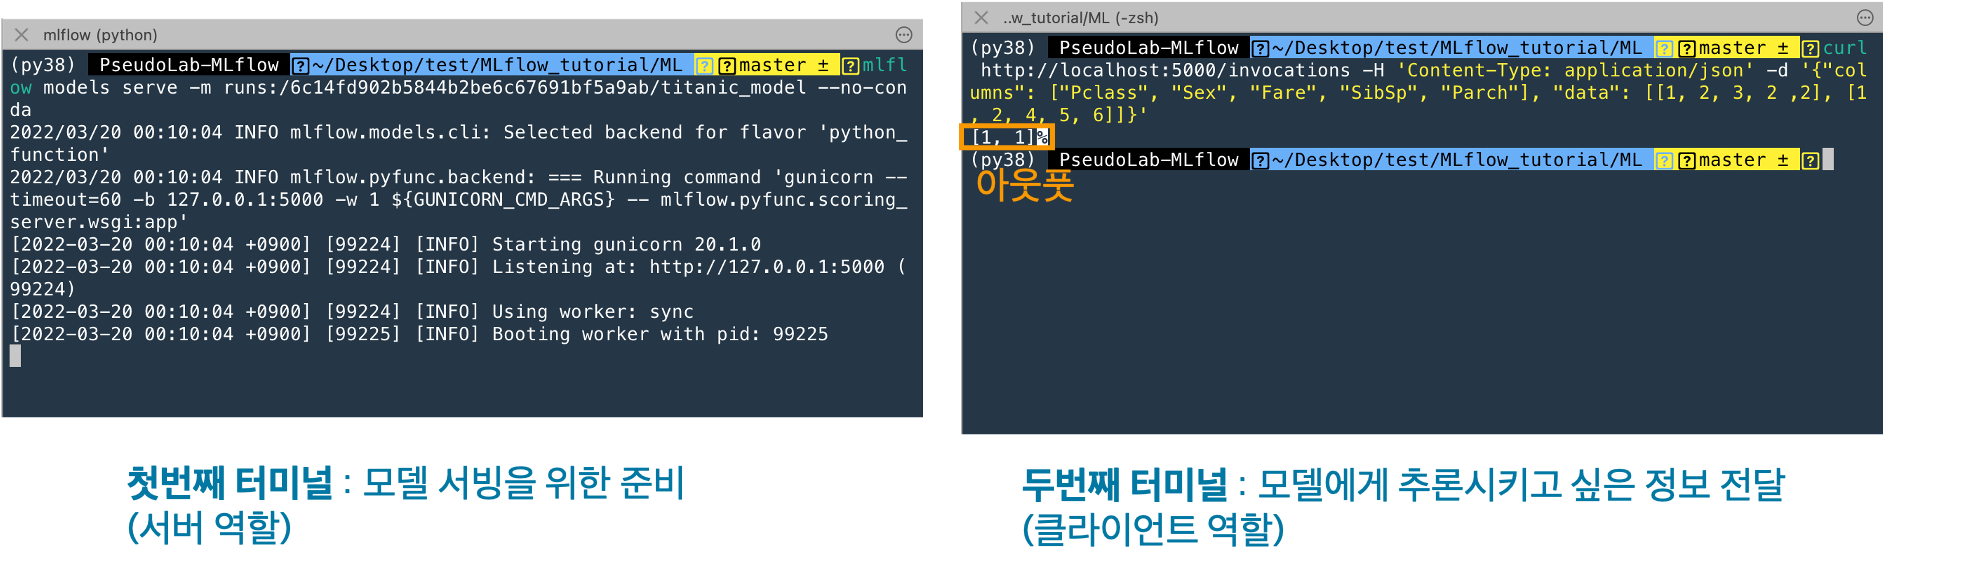 mlflow (python)
(py38) PseudoLab-MLflow ~/Desktop/test/MLflow_tutorial/ML master ± mlfl
ow models serve -m runs:/6c14fd902b5844b2be6c67691bf5a9ab/titanic_model --no-con
da
2022/03/20 00:10:04 INFO mlflow.models.cli: Selected backend for flavor 'python_
function'
2022/03/20 00:10:04 INFO mlflow.pyfunc.backend: === Running command 'gunicorn --
timeout=60 -b 127.0.0.1:5000 -w 1 ${GUNICORN_CMD_ARGS} -- mlflow.pyfunc.scoring_
server.wsgi:app'
[2022-03-20 00:10:04 +0900] [99224] [INFO] Starting gunicorn 20.1.0
[2022-03-20 00:10:04 +0900] [99224] [INFO] Listening at: http://127.0.0.1:5000 (
99224)
[2022-03-20 00:10:04 +0900] [99224] [INFO] Using worker: sync
[2022-03-20 00:10:04 +0900] [99225] [INFO] Booting worker with pid: 99225
첫번째 터미널 : 모델 서빙을 위한 준비
(서버 역할)
..w_tutorial/ML (-zsh)
(py38) PseudoLab-MLflow ~/Desktop/test/MLflow_tutorial/ML master ± curl
http://localhost:5000/invocations -H 'Content-Type: application/json' -d '{"col
umns": ["Pclass", "Sex", "Fare", "SibSp", "Parch"], "data": [[1, 2, 3, 2 ,2], [1
, 2, 4, 5, 6]]}'
[1, 1]%
(py38) PseudoLab-MLflow ~/Desktop/test/MLflow_tutorial/ML master ±
아웃풋
두번째 터미널 : 모델에게 추론시키고 싶은 정보 전달
(클라이언트 역할)